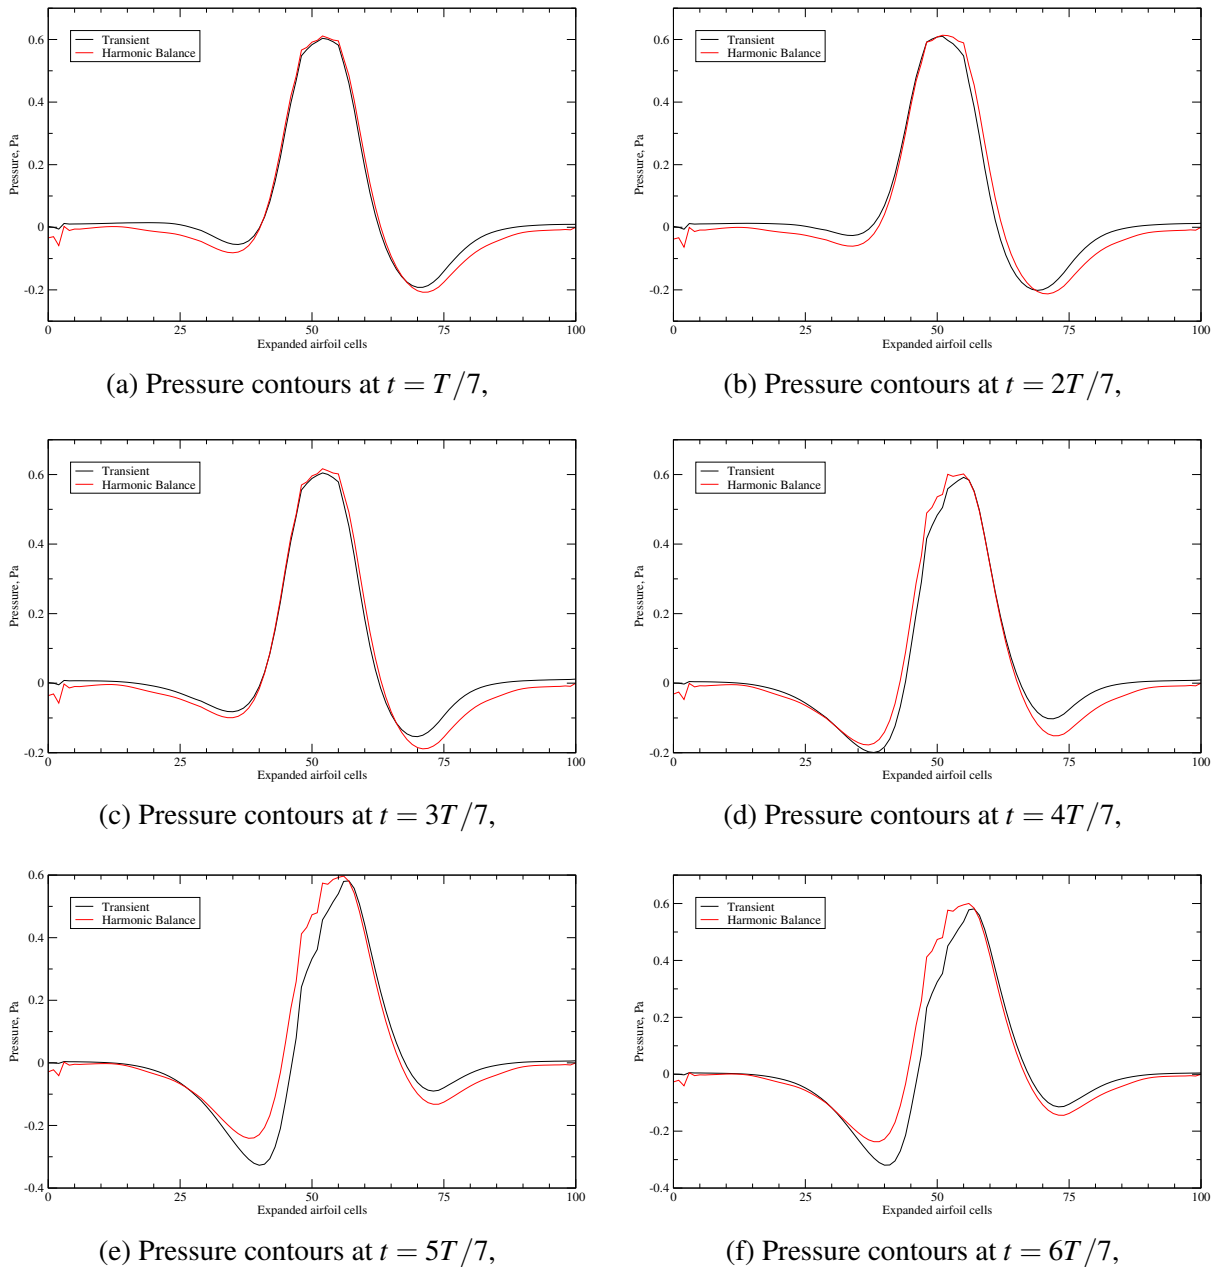 0.6
0.4
0.2
0
-0.2
Pressure, Pa
Transient
Harmonic Balance
0 25 50 75 100
Expanded airfoil cells
(a) Pressure contours at t = T/7,
0.6
0.4
0.2
0
-0.2
Pressure, Pa
Transient
Harmonic Balance
0 25 50 75 100
Expanded airfoil cells
(b) Pressure contours at t = 2T/7,
0.6
0.4
0.2
0
-0.2
Pressure, Pa
Transient
Harmonic Balance
0 25 50 75 100
Expanded airfoil cells
(c) Pressure contours at t = 3T/7,
0.6
0.4
0.2
0
-0.2
Pressure, Pa
Transient
Harmonic Balance
0 25 50 75 100
Expanded airfoil cells
(d) Pressure contours at t = 4T/7,
0.6
0.4
0.2
0
-0.2
-0.4
Pressure, Pa
Transient
Harmonic Balance
0 25 50 75 100
Expanded airfoil cells
(e) Pressure contours at t = 5T/7,
0.6
0.4
0.2
0
-0.2
-0.4
Pressure, Pa
Transient
Harmonic Balance
0 25 50 75 100
Expanded airfoil cells
(f) Pressure contours at t = 6T/7,